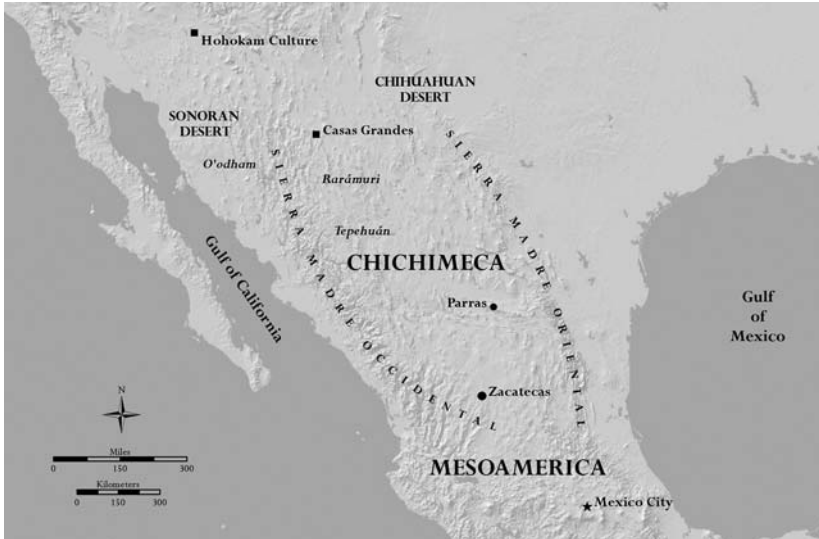 Hohokam Culture
CHIHUAHUAN
DESERT
SONORAN
DESERT
Casas Grandes
O'odham
Rarámuri
SIERRA MADRE ORIENTAL
SIERRA MADRE OCCIDENTAL
Tepehuán
CHICHIMECA
Gulf of California
Parras
Gulf
of
Mexico
Zacatecas
N
Miles
0 150 300
Kilometers
0 150 300
MESOAMERICA
Mexico City